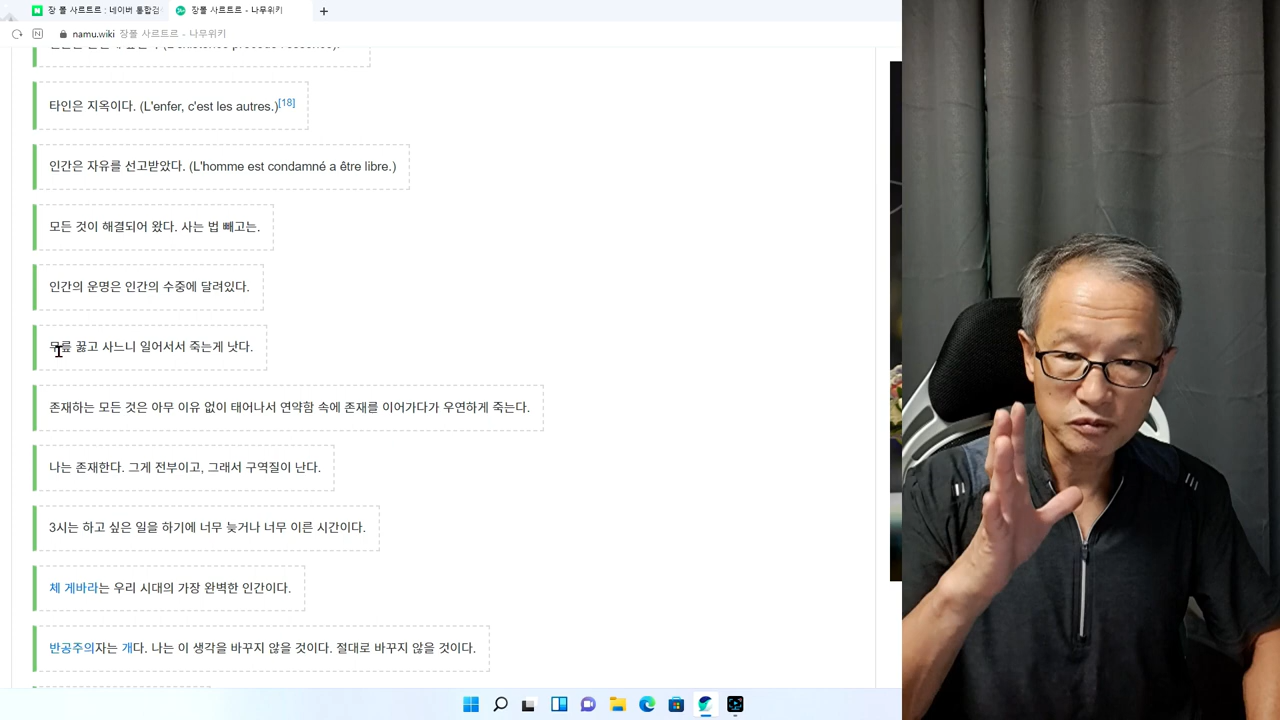 장 폴 사르트르 : 네이버 통합검
장폴 사르트르 - 나무위키
namu.wiki 장폴 사르트르 - 나무위키
타인은 지옥이다. (L'enfer, c'est les autres.)[18]
인간은 자유를 선고받았다. (L'homme est condamné a être libre.)
모든 것이 해결되어 왔다. 사는 법 빼고는.
인간의 운명은 인간의 수중에 달려있다.
무릎 꿇고 사느니 일어서서 죽는게 낫다.
존재하는 모든 것은 아무 이유 없이 태어나서 연약함 속에 존재를 이어가다가 우연하게 죽는다.
나는 존재한다. 그게 전부이고, 그래서 구역질이 난다.
3시는 하고 싶은 일을 하기에 너무 늦거나 너무 이른 시간이다.
체 게바라는 우리 시대의 가장 완벽한 인간이다.
반공주의자는 개다. 나는 이 생각을 바꾸지 않을 것이다. 절대로 바꾸지 않을 것이다.